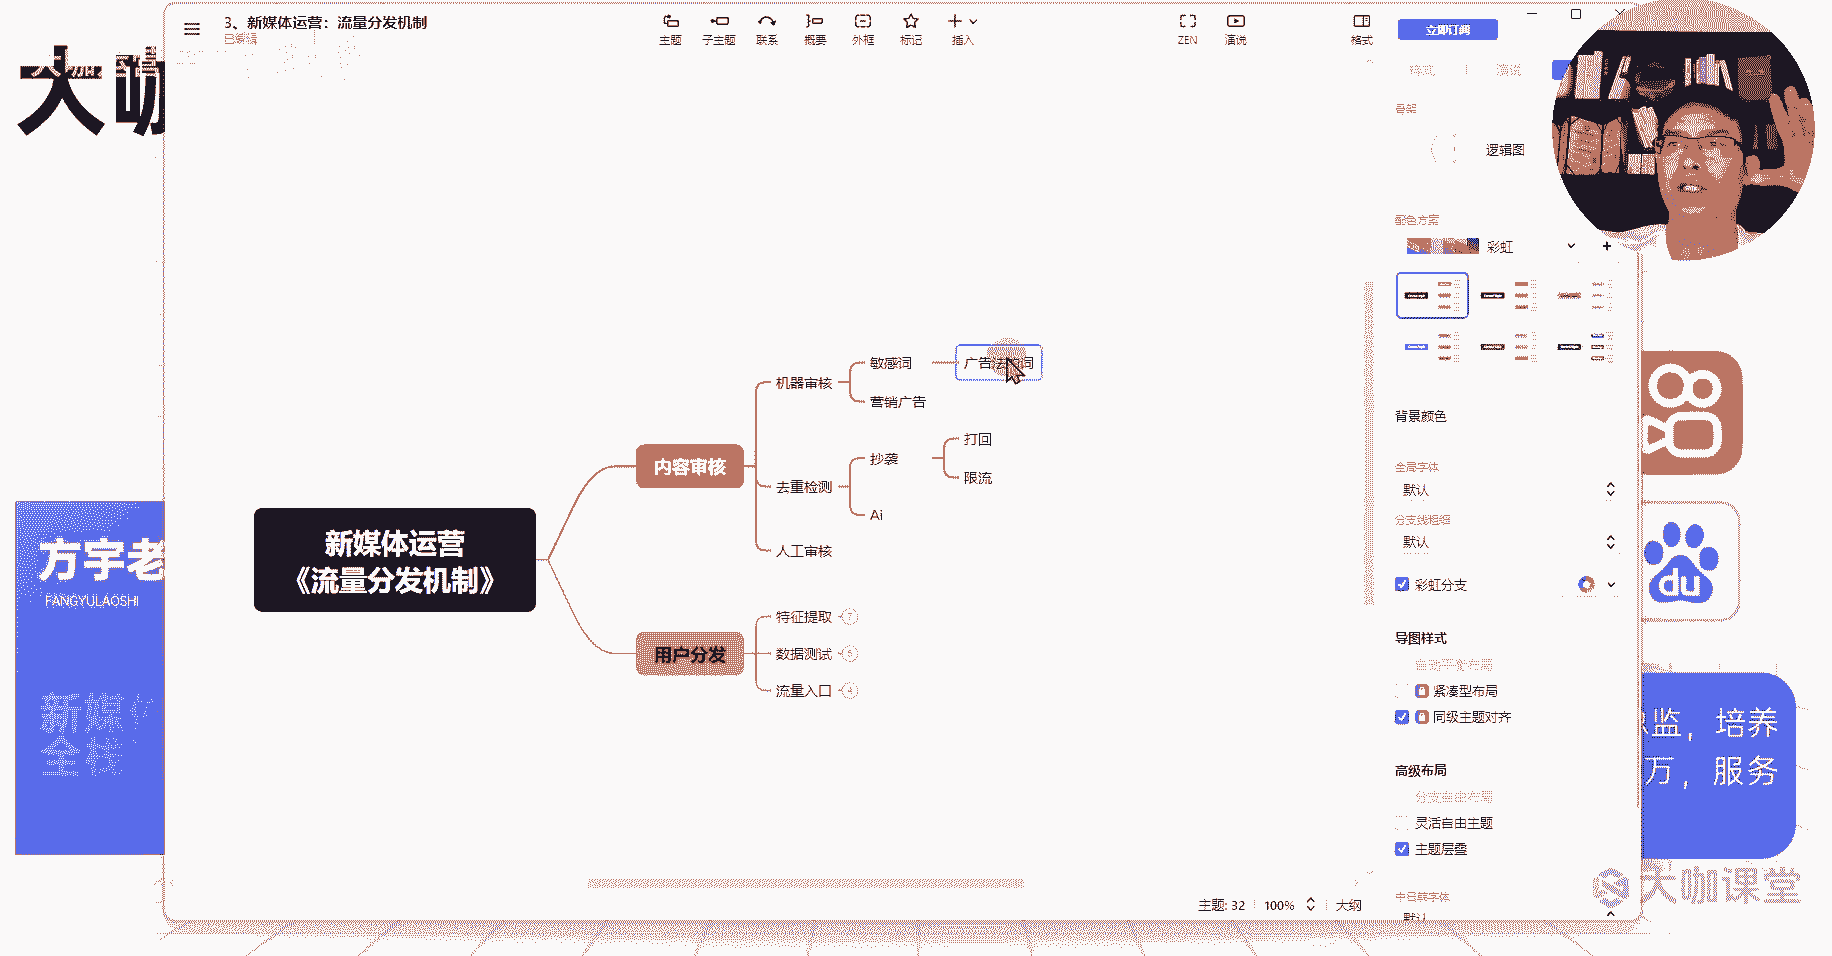 3、新媒体运营：流量分发机制
已编辑
主题
子主题
联系
概要
外框
标记
插入
ZEN
演说
格式
立即订阅
样式
演说
大咖
骨架
逻辑图
配色方案
彩虹
背景颜色
全局字体
默认
分支线粗细
默认
彩虹分支
导图样式
自动平衡布局
紧凑型布局
同级主题对齐
高级布局
分支自由布局
灵活自由主题
主题层叠
中日韩字体
默认
新媒体运营
《流量分发机制》
内容审核
机器审核
敏感词
营销广告
去重检测
抄袭
打回
限流
Ai
人工审核
用户分发
特征提取 7
数据测试
流量入口 4
方宇老
FANGYULAOSHI
新媒体
全栈
du
监，培养
万，服务
大咖课堂
主题: 32
100%
大纲